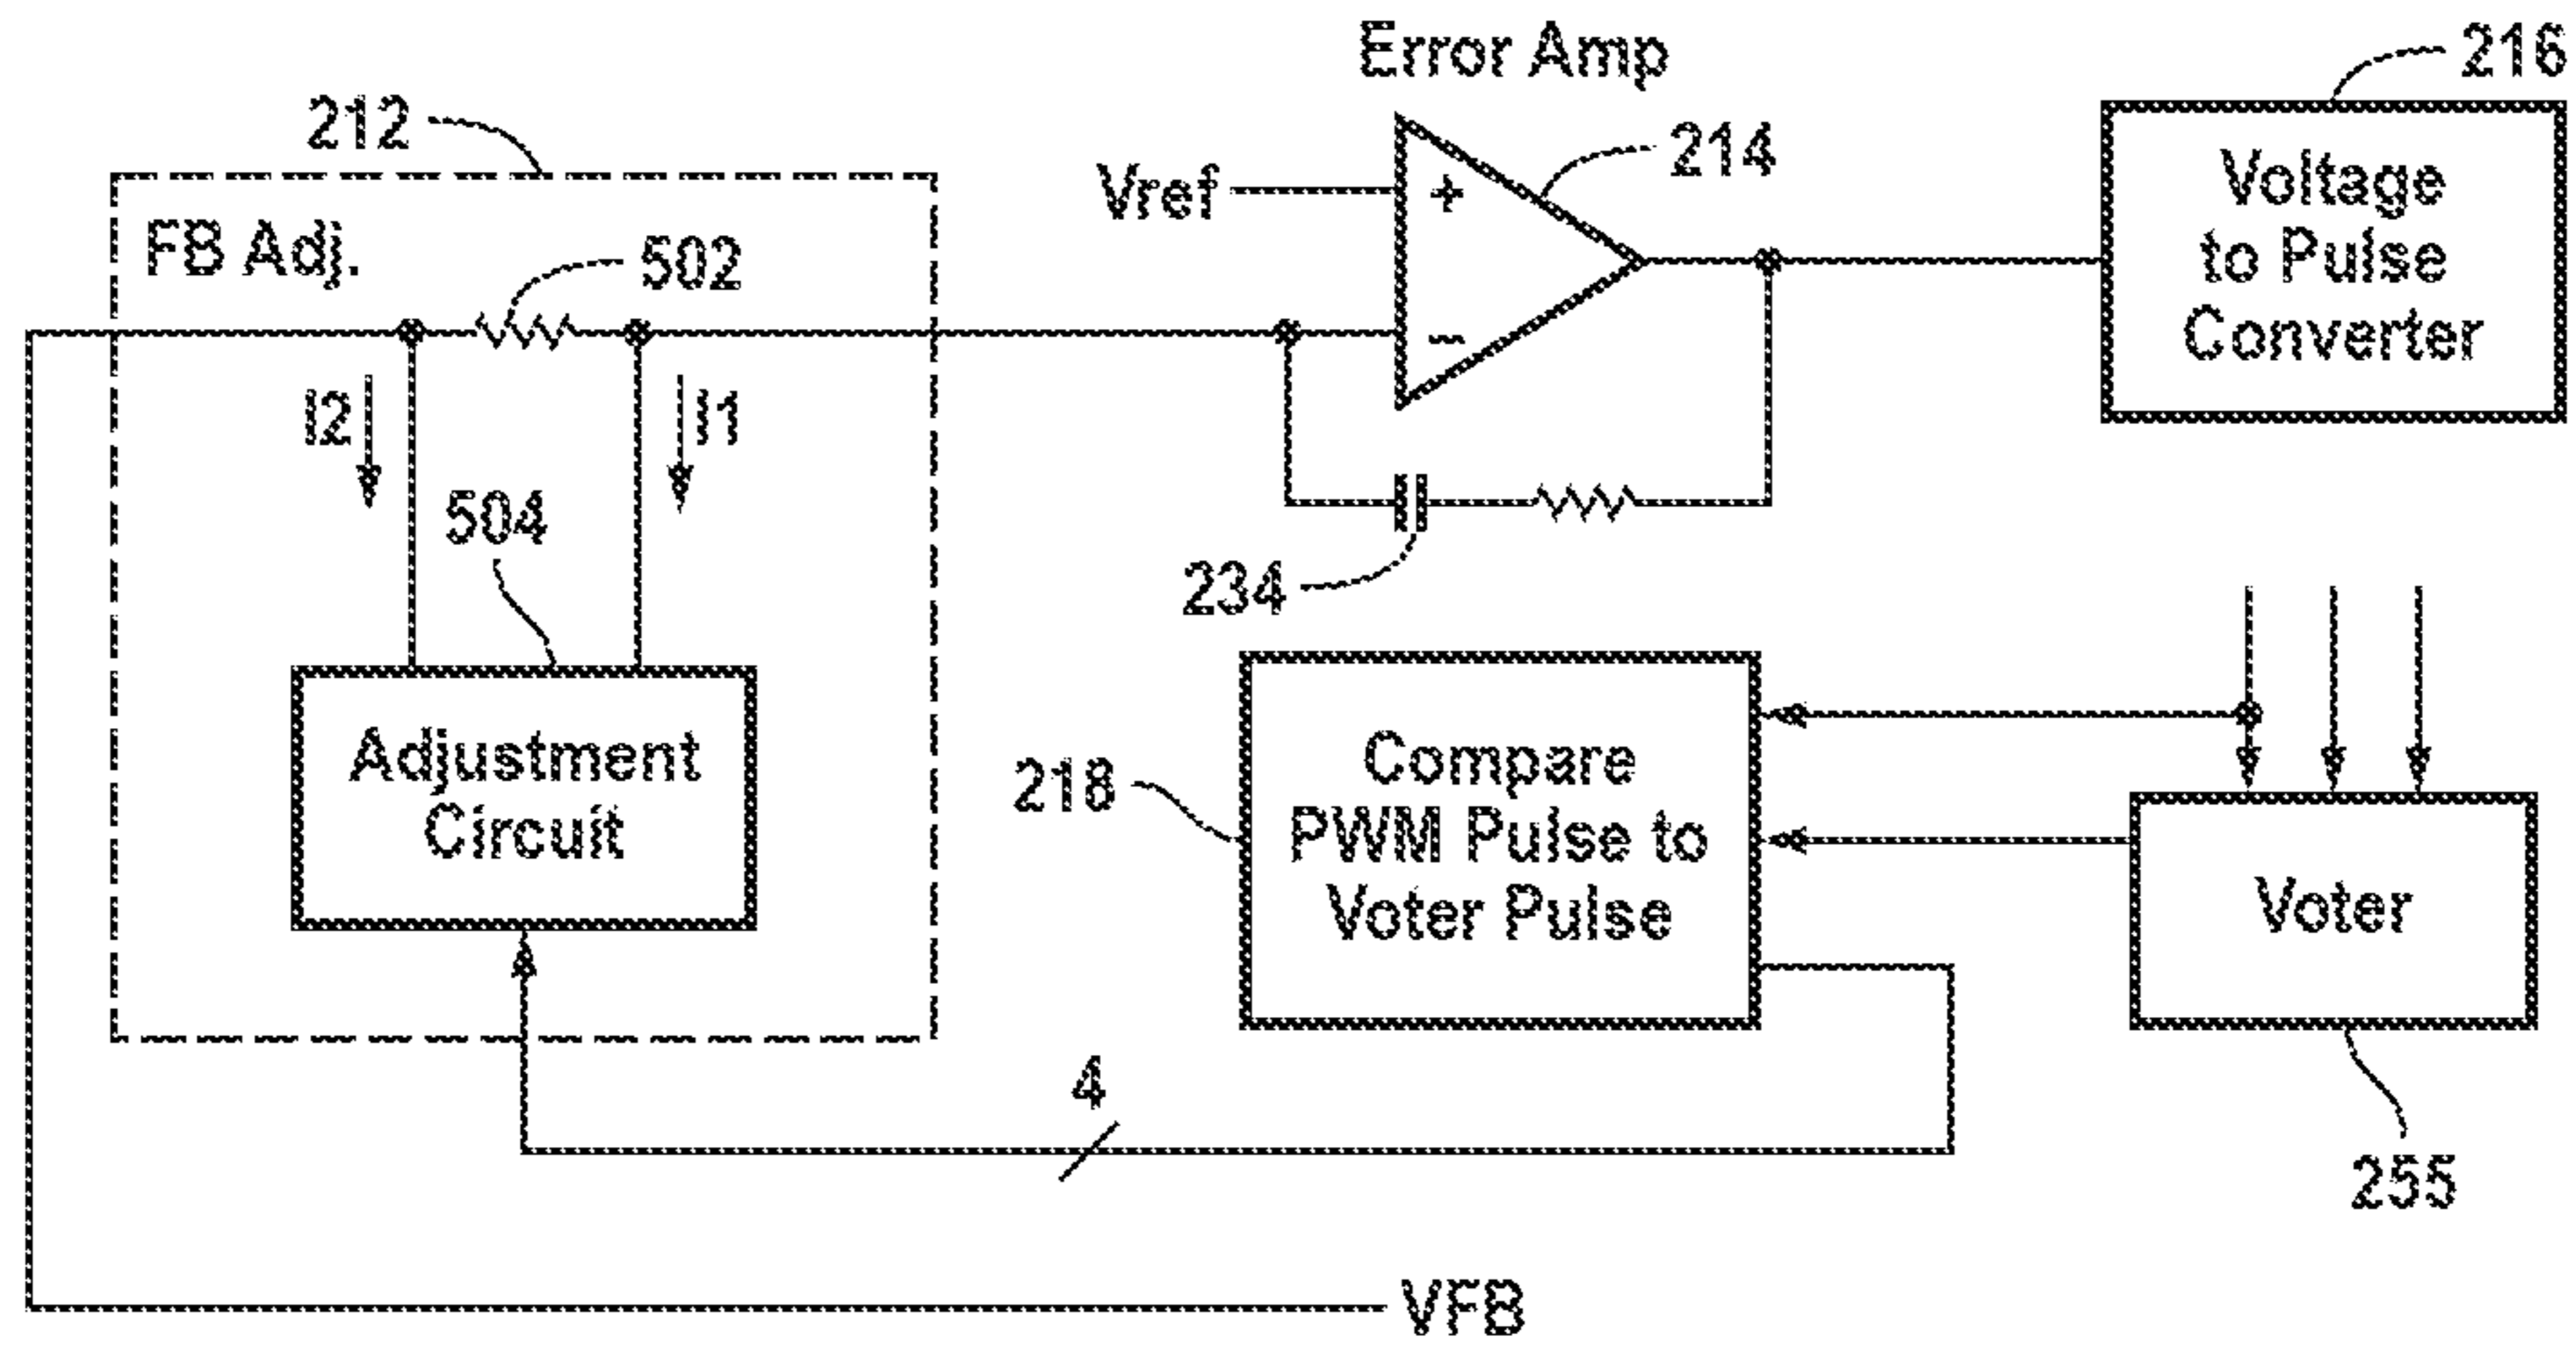 Error Amp
216
212
214
Voltage
to Pulse
Converter
Vref
+
FB Adj.
502
−
I2
I1
504
234
Adjustment
Circuit
218
Compare
PWM Pulse to
Voter Pulse
Voter
4
255
VFB